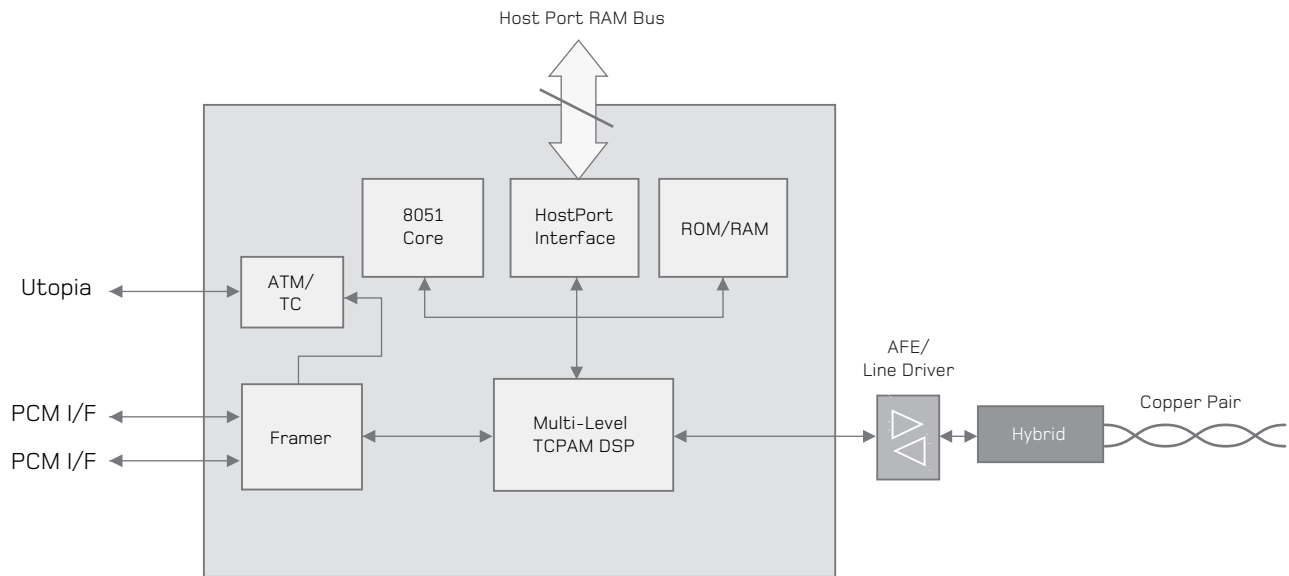 Host Port RAM Bus
8051
Core
HostPort
Interface
ROM/RAM
Utopia
ATM/
TC
AFE/
Line Driver
PCM I/F
PCM I/F
Framer
Multi-Level
TCPAM DSP
Hybrid
Copper Pair